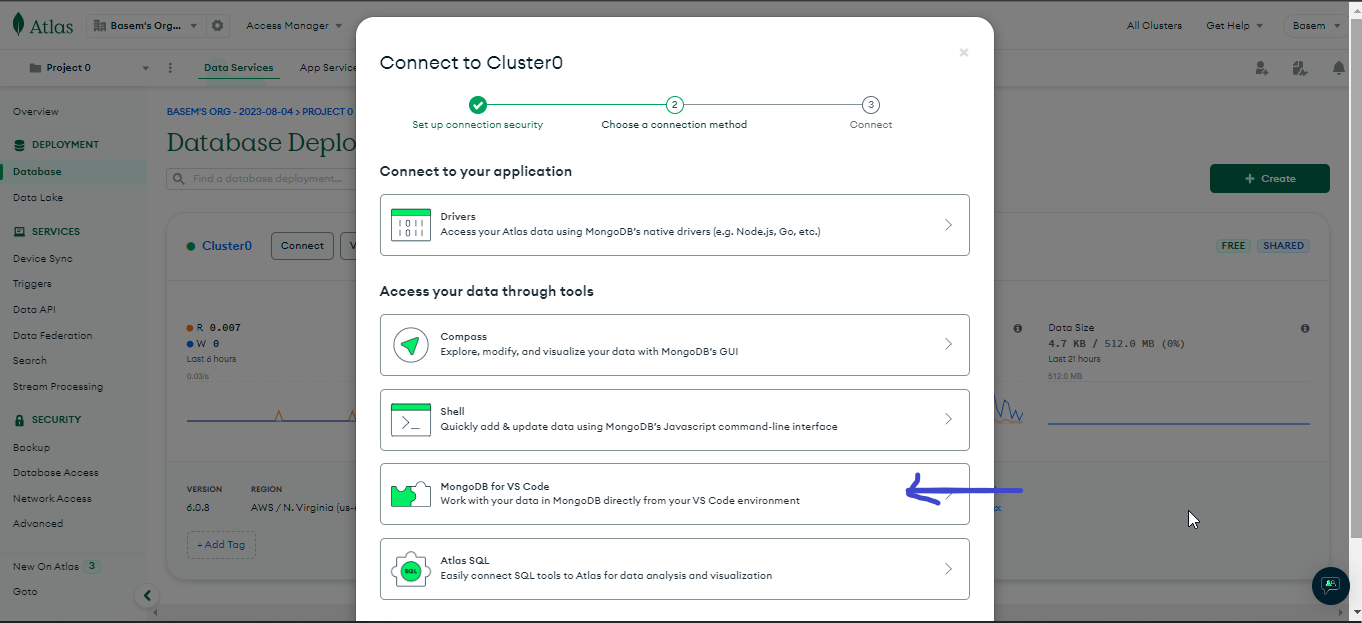 Atlas
Basem's Org...
Access Manager
All Clusters
Get Help
Basem
Project 0
Data Services
App Service
Overview
DEPLOYMENT
Database
Data Lake
SERVICES
Device Sync
Triggers
Data API
Data Federation
Search
Stream Processing
SECURITY
Backup
Database Access
Network Access
Advanced
New On Atlas 3
Goto
BASEM'S ORG - 2023-08-04 > PROJECT 0
Database Deplo
Find a database deployment...
+ Create
Cluster0
Connect
V
FREE
SHARED
R 0.007
W 0
Last 6 hours
0.03/s
Data Size
4.7 KB / 512.0 MB (0%)
Last 21 hours
512.0 MB
VERSION
REGION
6.0.8
AWS / N. Virginia (us-
+ Add Tag
Connect to Cluster0
2
3
Set up connection security
Choose a connection method
Connect
Connect to your application
Drivers
Access your Atlas data using MongoDB's native drivers (e.g. Node.js, Go, etc.)
Access your data through tools
Compass
Explore, modify, and visualize your data with MongoDB's GUI
Shell
Quickly add & update data using MongoDB's Javascript command-line interface
MongoDB for VS Code
Work with your data in MongoDB directly from your VS Code environment
SQL
Atlas SQL
Easily connect SQL tools to Atlas for data analysis and visualization